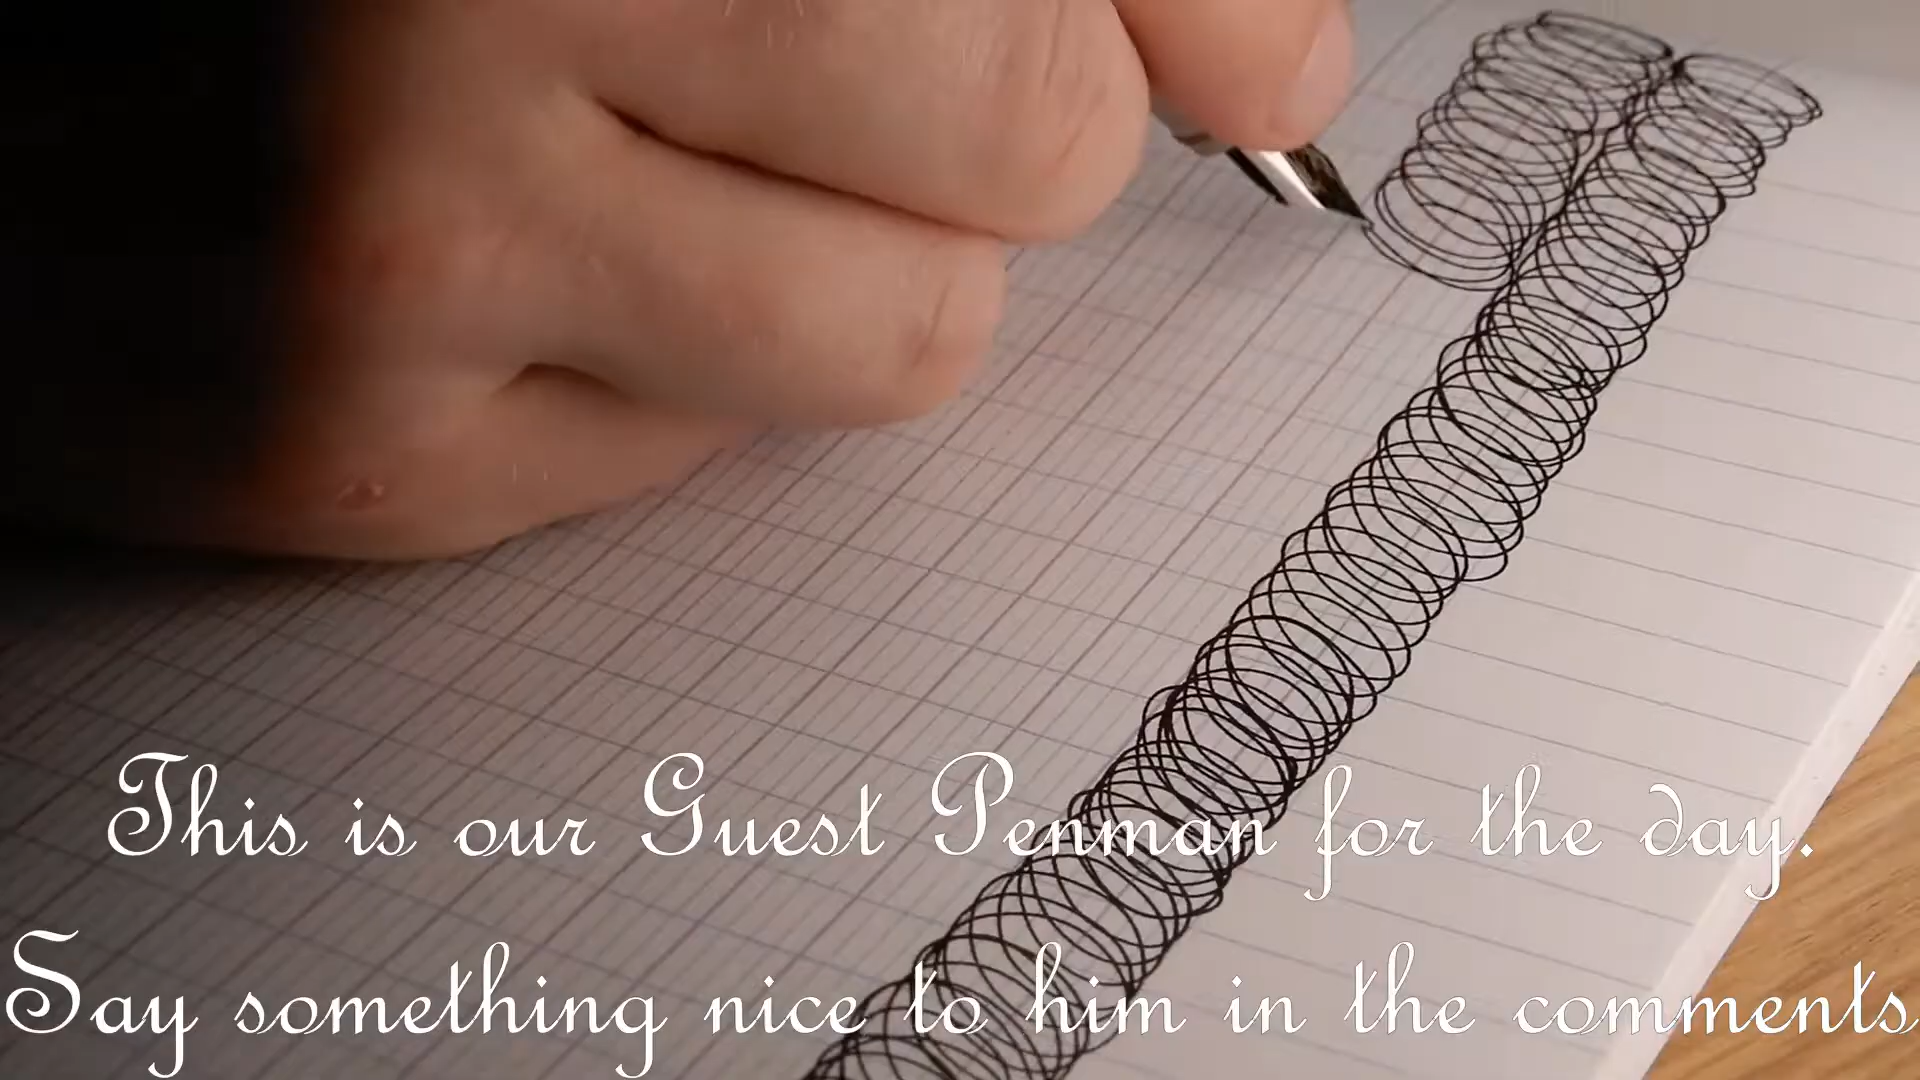 This is our Guest Penman for the day.
Say something nice to him in the comments